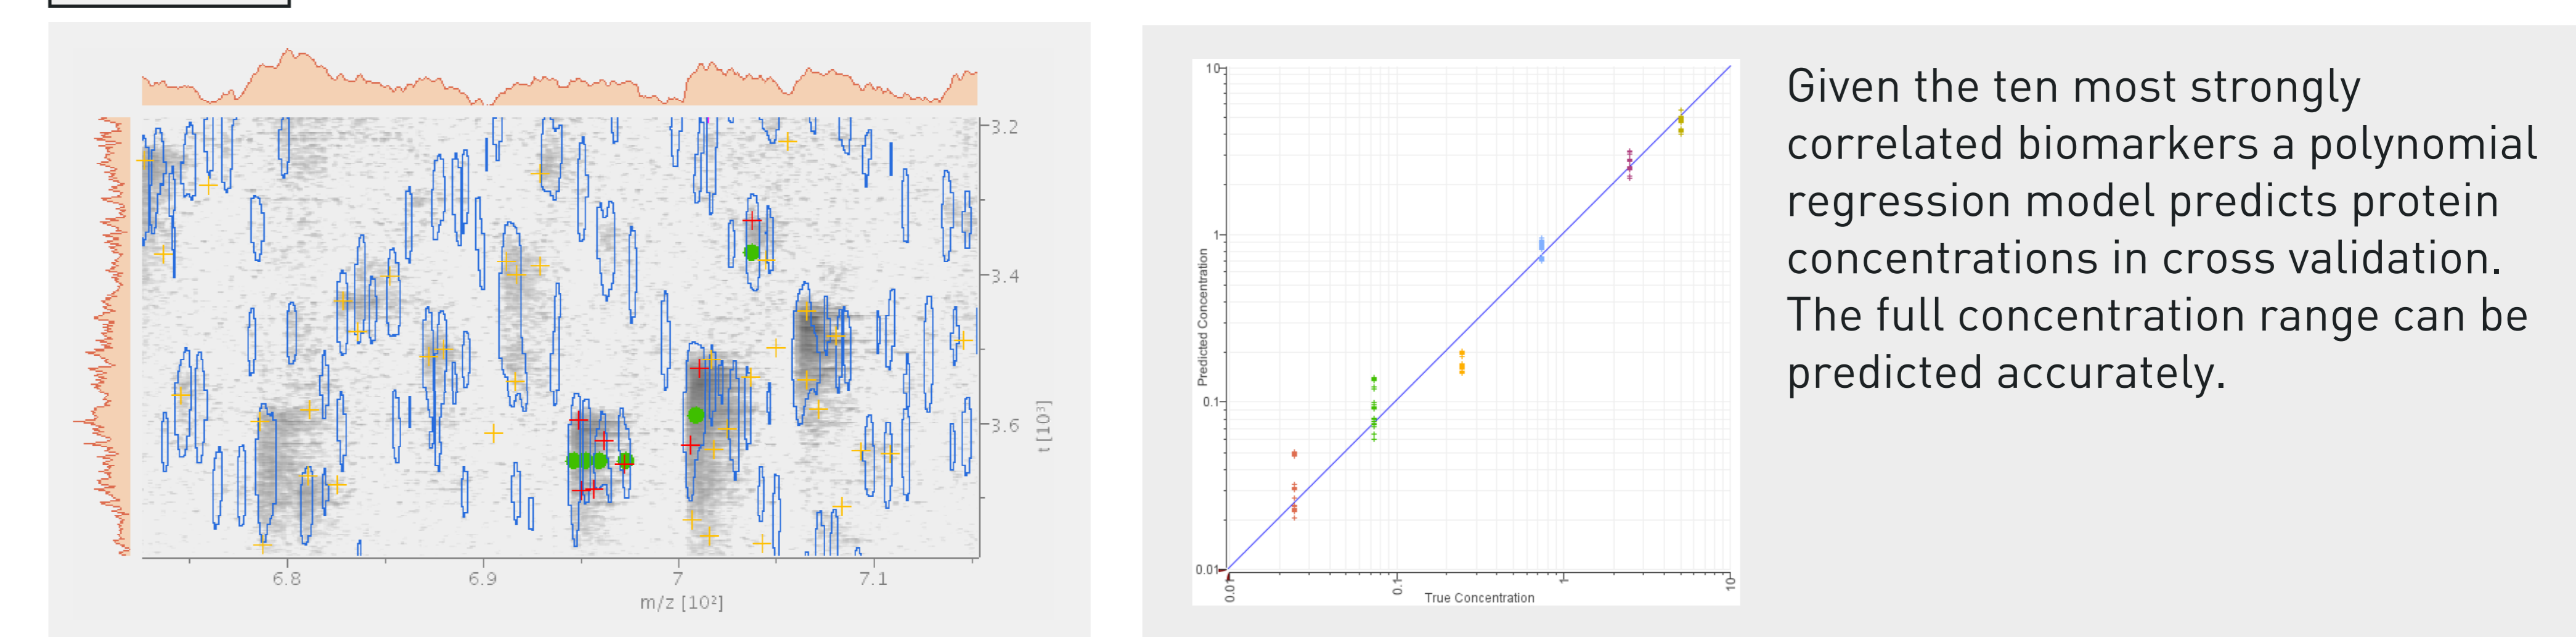 3.2
3.4
3.6
t [10³]
6.8
6.9
7
7.1
m/z [10²]
10
1
0.1
0.01
Predicted Concentration
0.1
1
10
True Concentration
Given the ten most strongly
correlated biomarkers a polynomial
regression model predicts protein
concentrations in cross validation.
The full concentration range can be
predicted accurately.